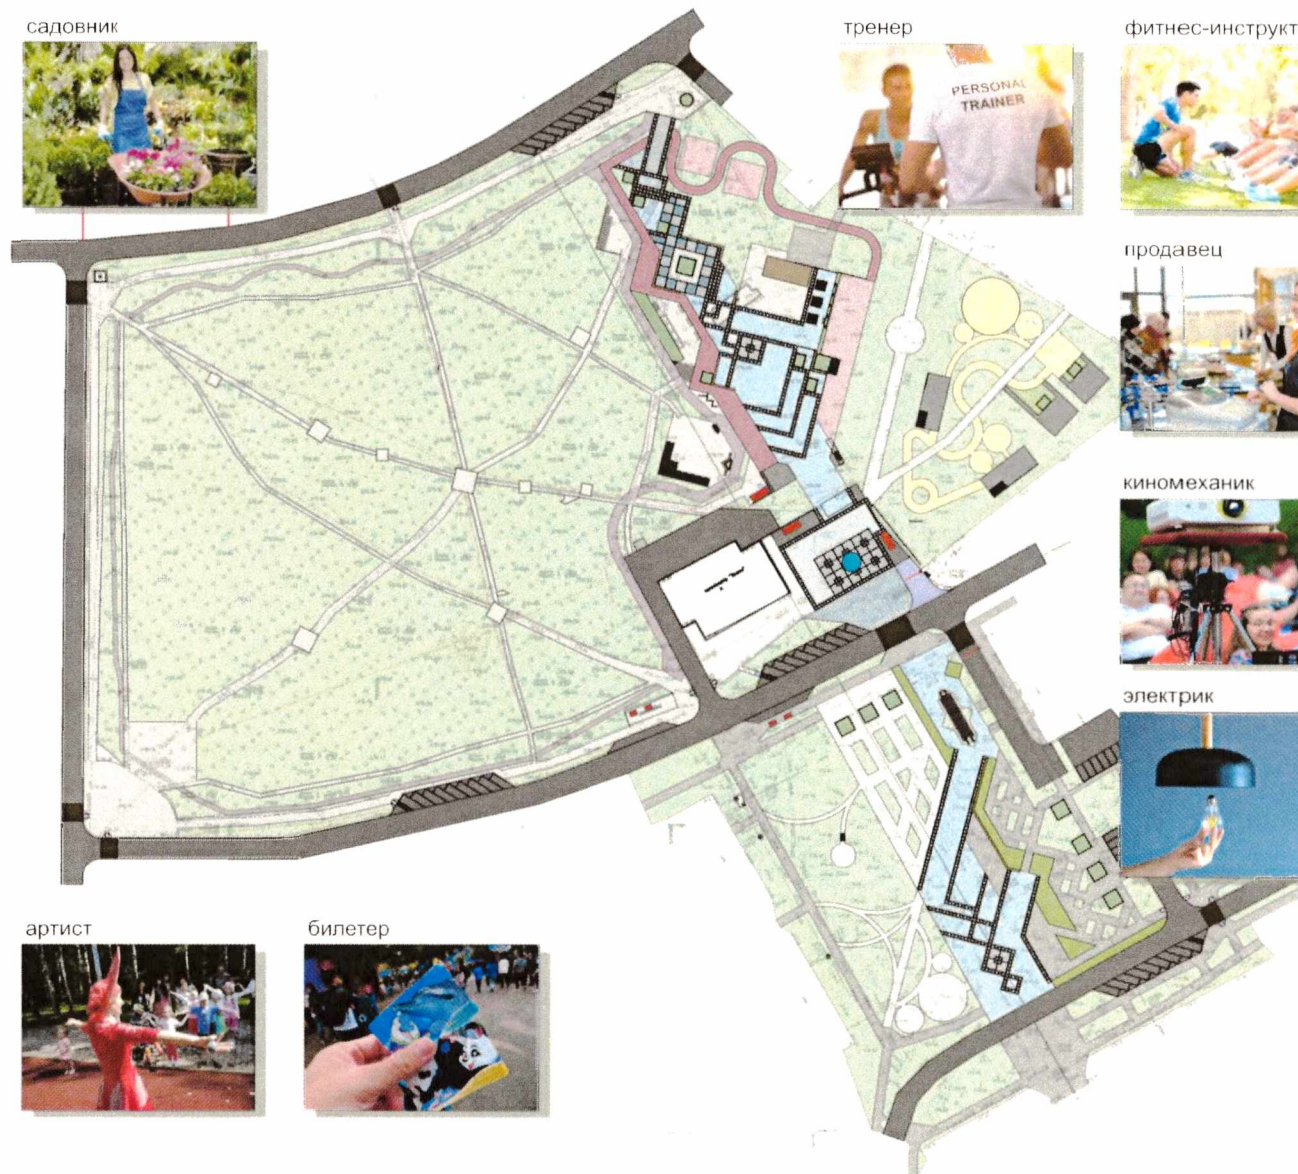 садовник
тренер
фитнес-инструкт
PERSONAL
TRAINER
продавец
киномеханик
электрик
артист
билетер